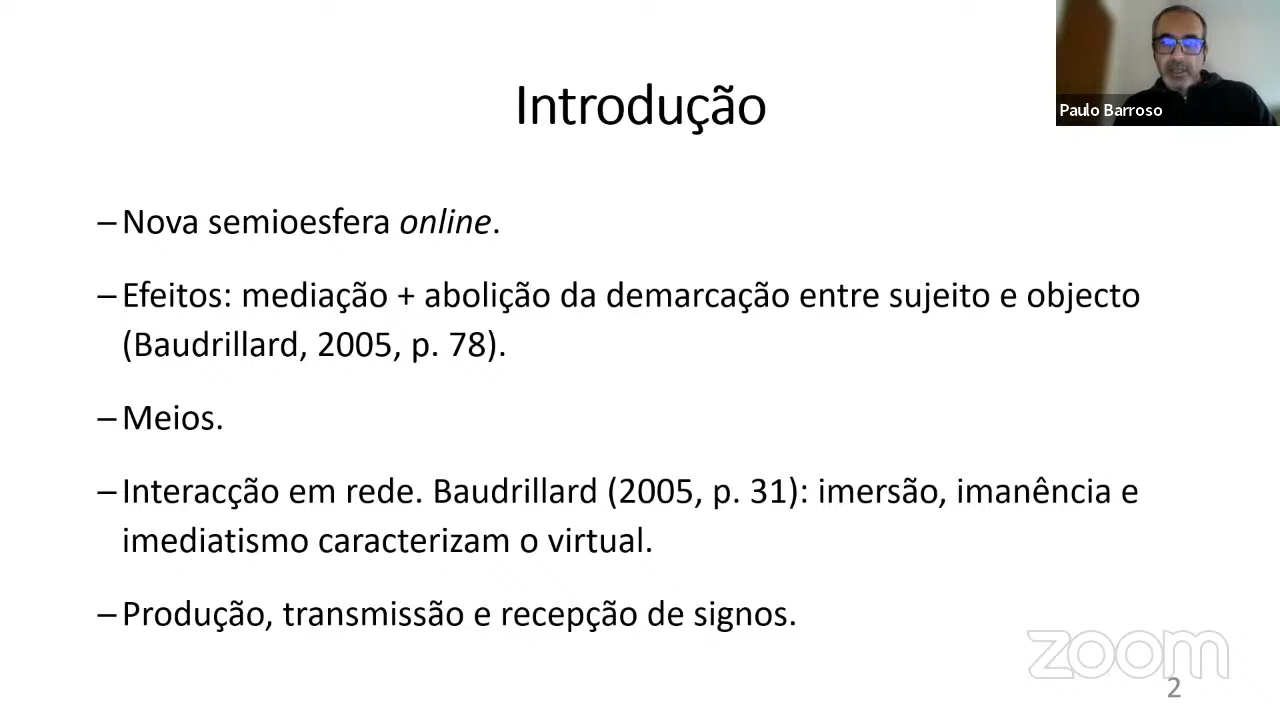 Introdução
Paulo Barroso
– Nova semioesfera online.
– Efeitos: mediação + abolição da demarcação entre sujeito e objecto
(Baudrillard, 2005, p. 78).
– Meios.
– Interacção em rede. Baudrillard (2005, p. 31): imersão, imanência e
imediatismo caracterizam o virtual.
– Produção, transmissão e recepção de signos.
zoom
2